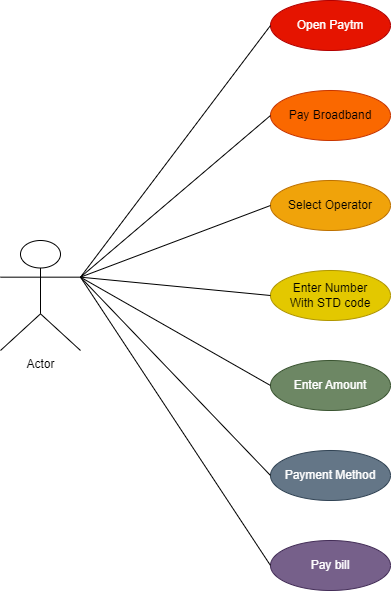 Open Paytm
Pay Broadband
Select Operator
Enter Number
With STD code
Actor
Enter Amount
Payment Method
Pay bill